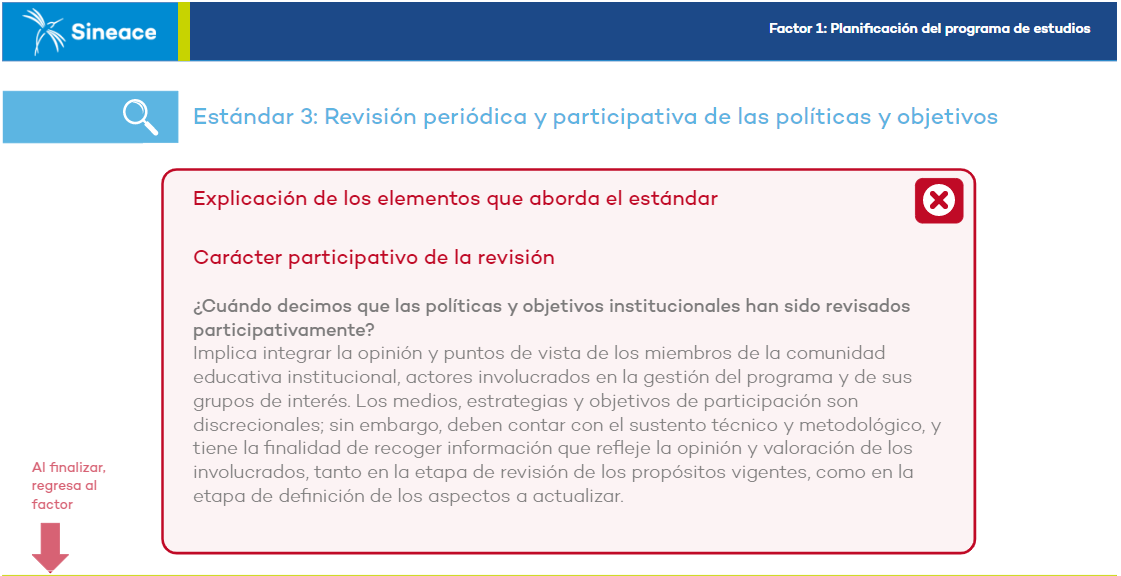 Sineace
Factor 1: Planificación del programa de estudios
Estándar 3: Revisión periódica y participativa de las políticas y objetivos
Explicación de los elementos que aborda el estándar
Carácter participativo de la revisión
¿Cuándo decimos que las políticas y objetivos institucionales han sido revisados
participativamente?
Implica integrar la opinión y puntos de vista de los miembros de la comunidad
educativa institucional, actores involucrados en la gestión del programa y de sus
grupos de interés. Los medios, estrategias y objetivos de participación son
discrecionales; sin embargo, deben contar con el sustento técnico y metodológico, y
tiene la finalidad de recoger información que refleje la opinión y valoración de los
involucrados, tanto en la etapa de revisión de los propósitos vigentes, como en la
etapa de definición de los aspectos a actualizar.
Al finalizar,
regresa al
factor